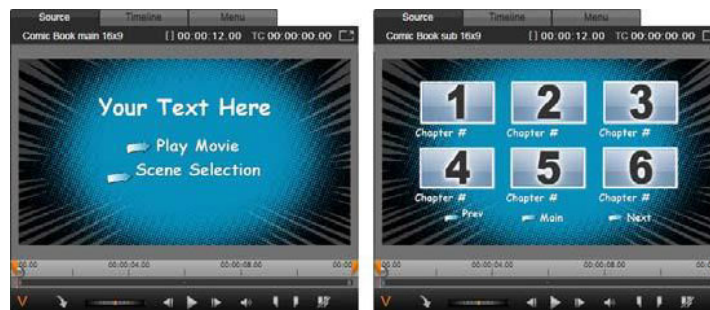 Source Timeline Menu
Comic Book main 16x9 [ ] 00:00:12.00 TC 00:00:00.00
Your Text Here
Play Movie
Scene Selection
00:00:04.00 00:00:08.00
V
Source Timeline Menu
Comic Book sub 16x9 [ ] 00:00:12.00 TC 00:00:00.00
1 2 3
Chapter # Chapter # Chapter #
4 5 6
Chapter # Chapter # Chapter #
Prev Main Next
00:00:04.00 00:00:08.00
V